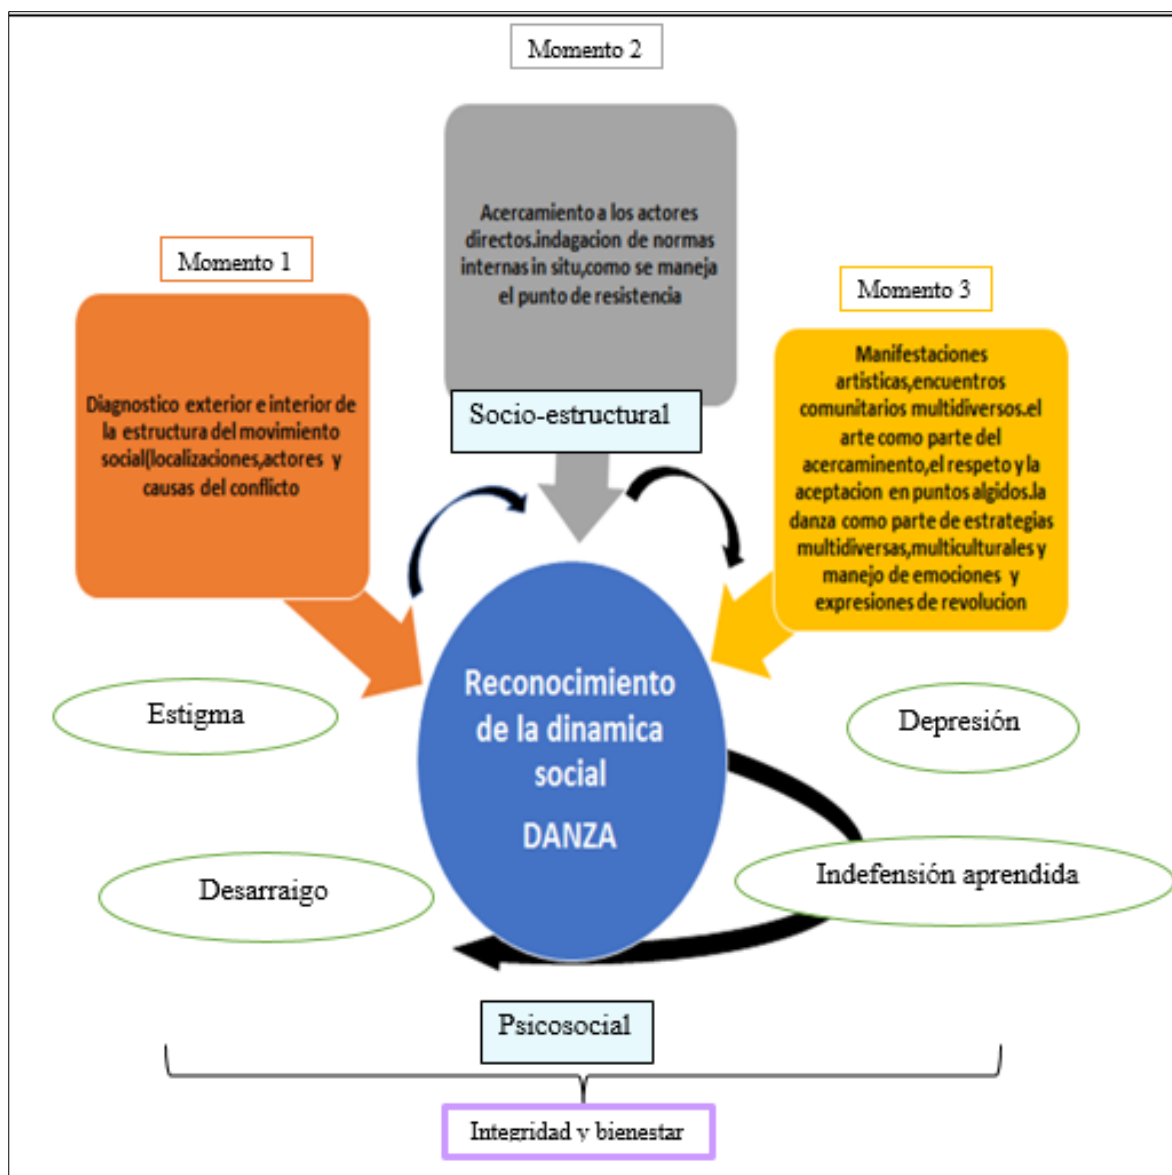 Momento 2
Acercamiento a los actores
directos.indagacion de normas
internas in situ,como se maneja
el punto de resistencia
Momento 1
Diagnostico exterior e interior de
la estructura del movimiento
social(localizaciones,actores y
causas del conflicto
Momento 3
Manifestaciones
artisticas,encuentros
comunitarios multidiversos.el
arte como parte del
acercaminento,el respeto y la
aceptacion en puntos algidos.la
danza como parte de estrategias
multidiversas,multiculturales y
manejo de emociones y
expresiones de revolucion
Socio-estructural
Reconocimiento
de la dinamica
social
DANZA
Estigma
Depresión
Desarraigo
Indefensión aprendida
Psicosocial
Integridad y bienestar